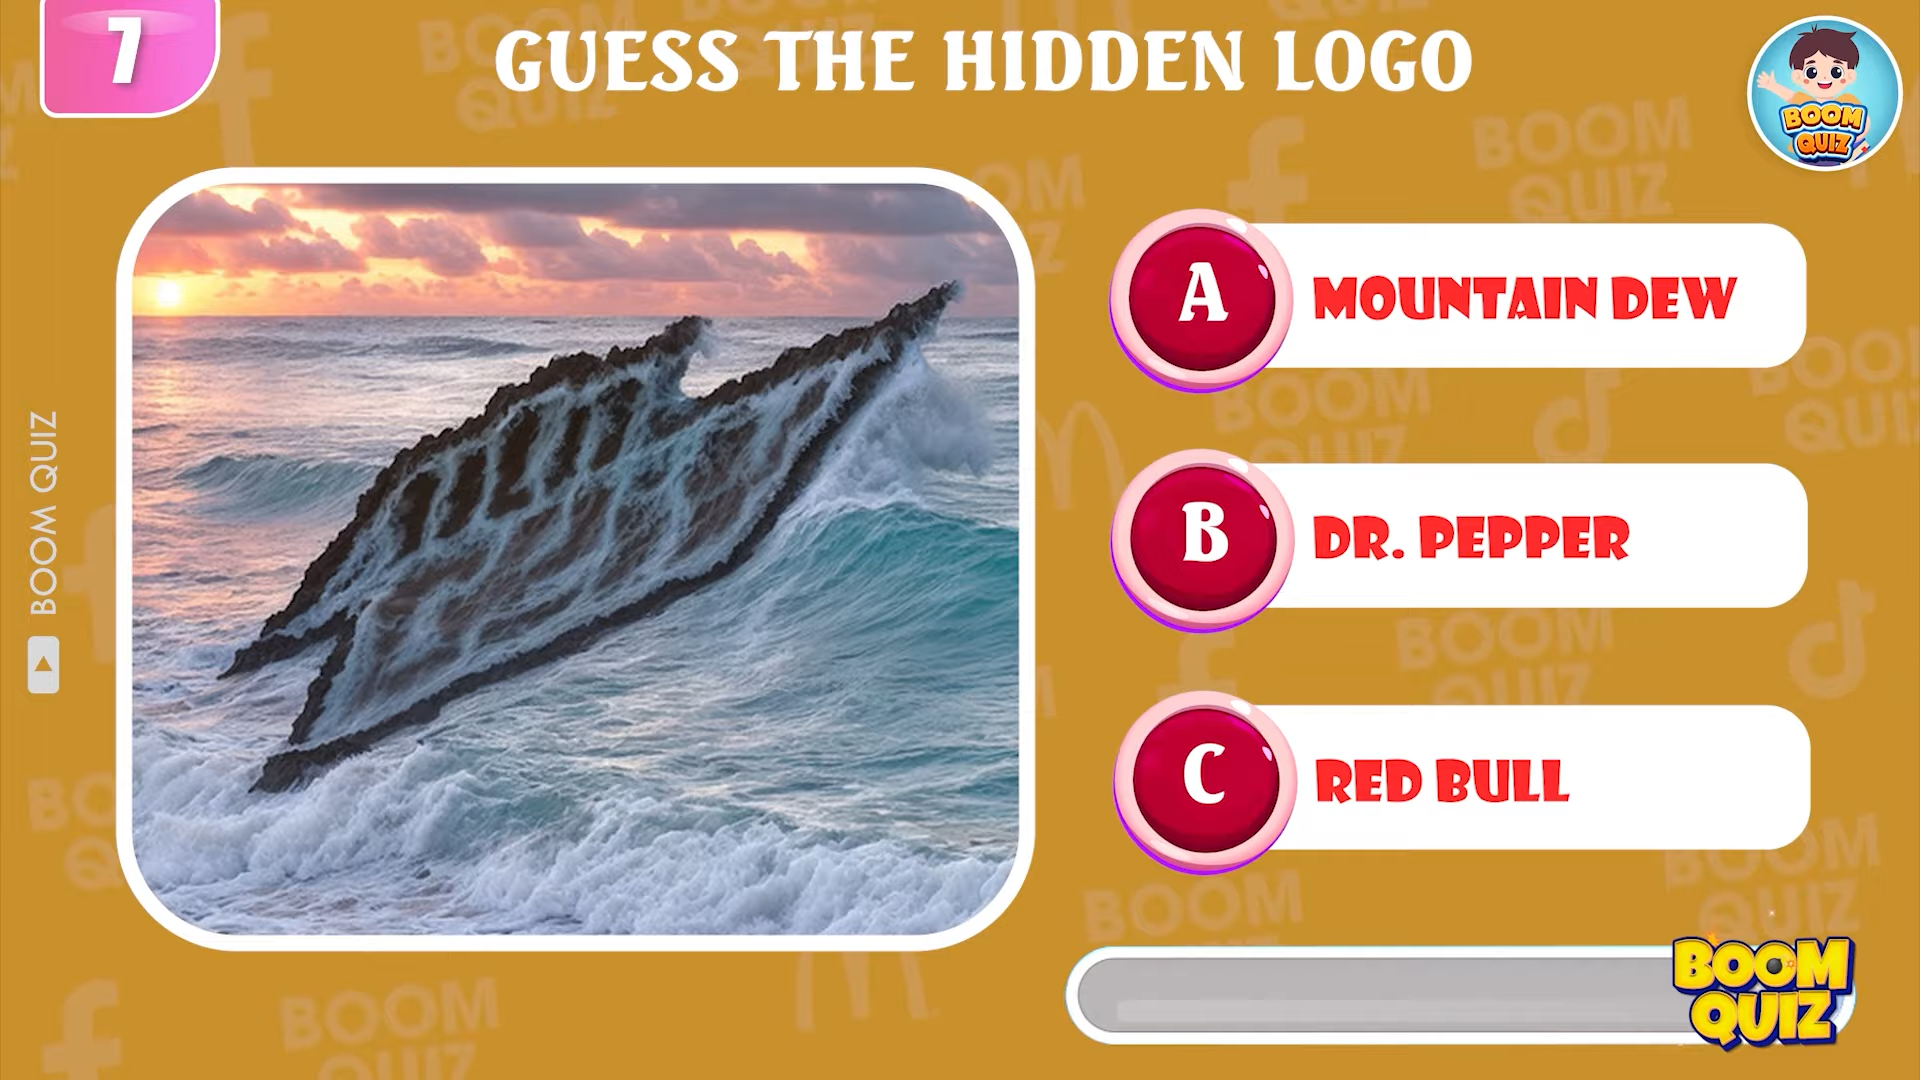 7
GUESS THE HIDDEN LOGO
BOOM
QUIZ
A
MOUNTAIN DEW
B
DR. PEPPER
C
RED BULL
BOOM QUIZ
BOOM
QUIZ